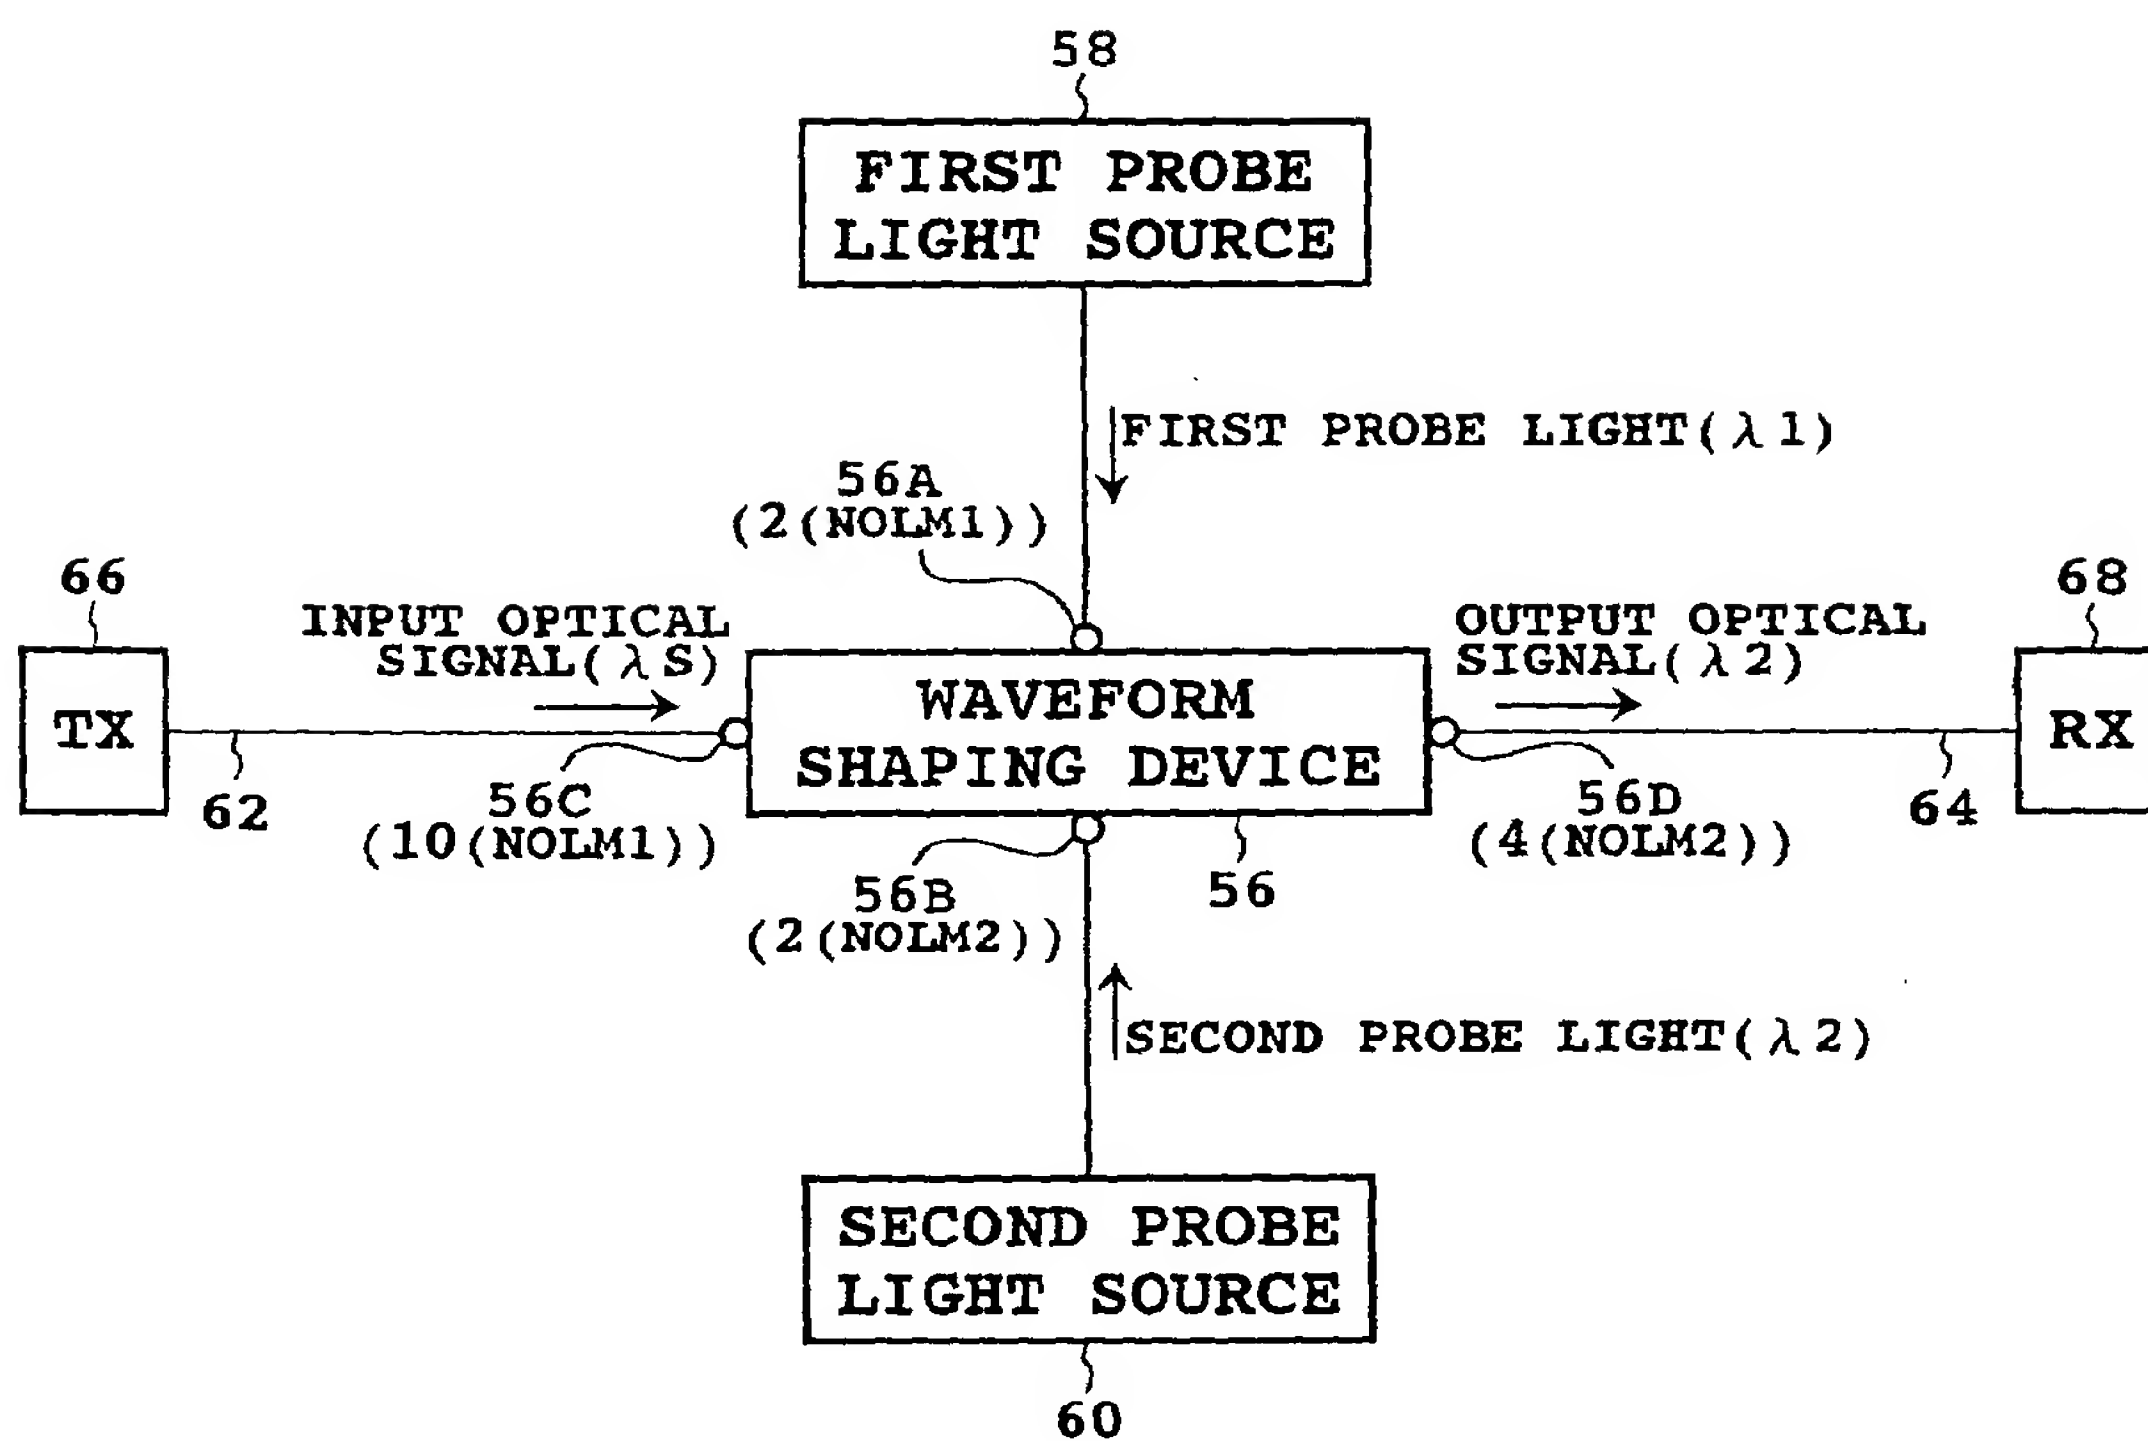 58
FIRST PROBE
LIGHT SOURCE
FIRST PROBE LIGHT(λ1)
56A
(2(NOLM1))
66
INPUT OPTICAL
SIGNAL(λS)
TX
62
56C
(10(NOLM1))
WAVEFORM
SHAPING DEVICE
OUTPUT OPTICAL
SIGNAL(λ2)
68
RX
56D
(4(NOLM2))
64
56B
(2(NOLM2))
56
SECOND PROBE LIGHT(λ2)
SECOND PROBE
LIGHT SOURCE
60